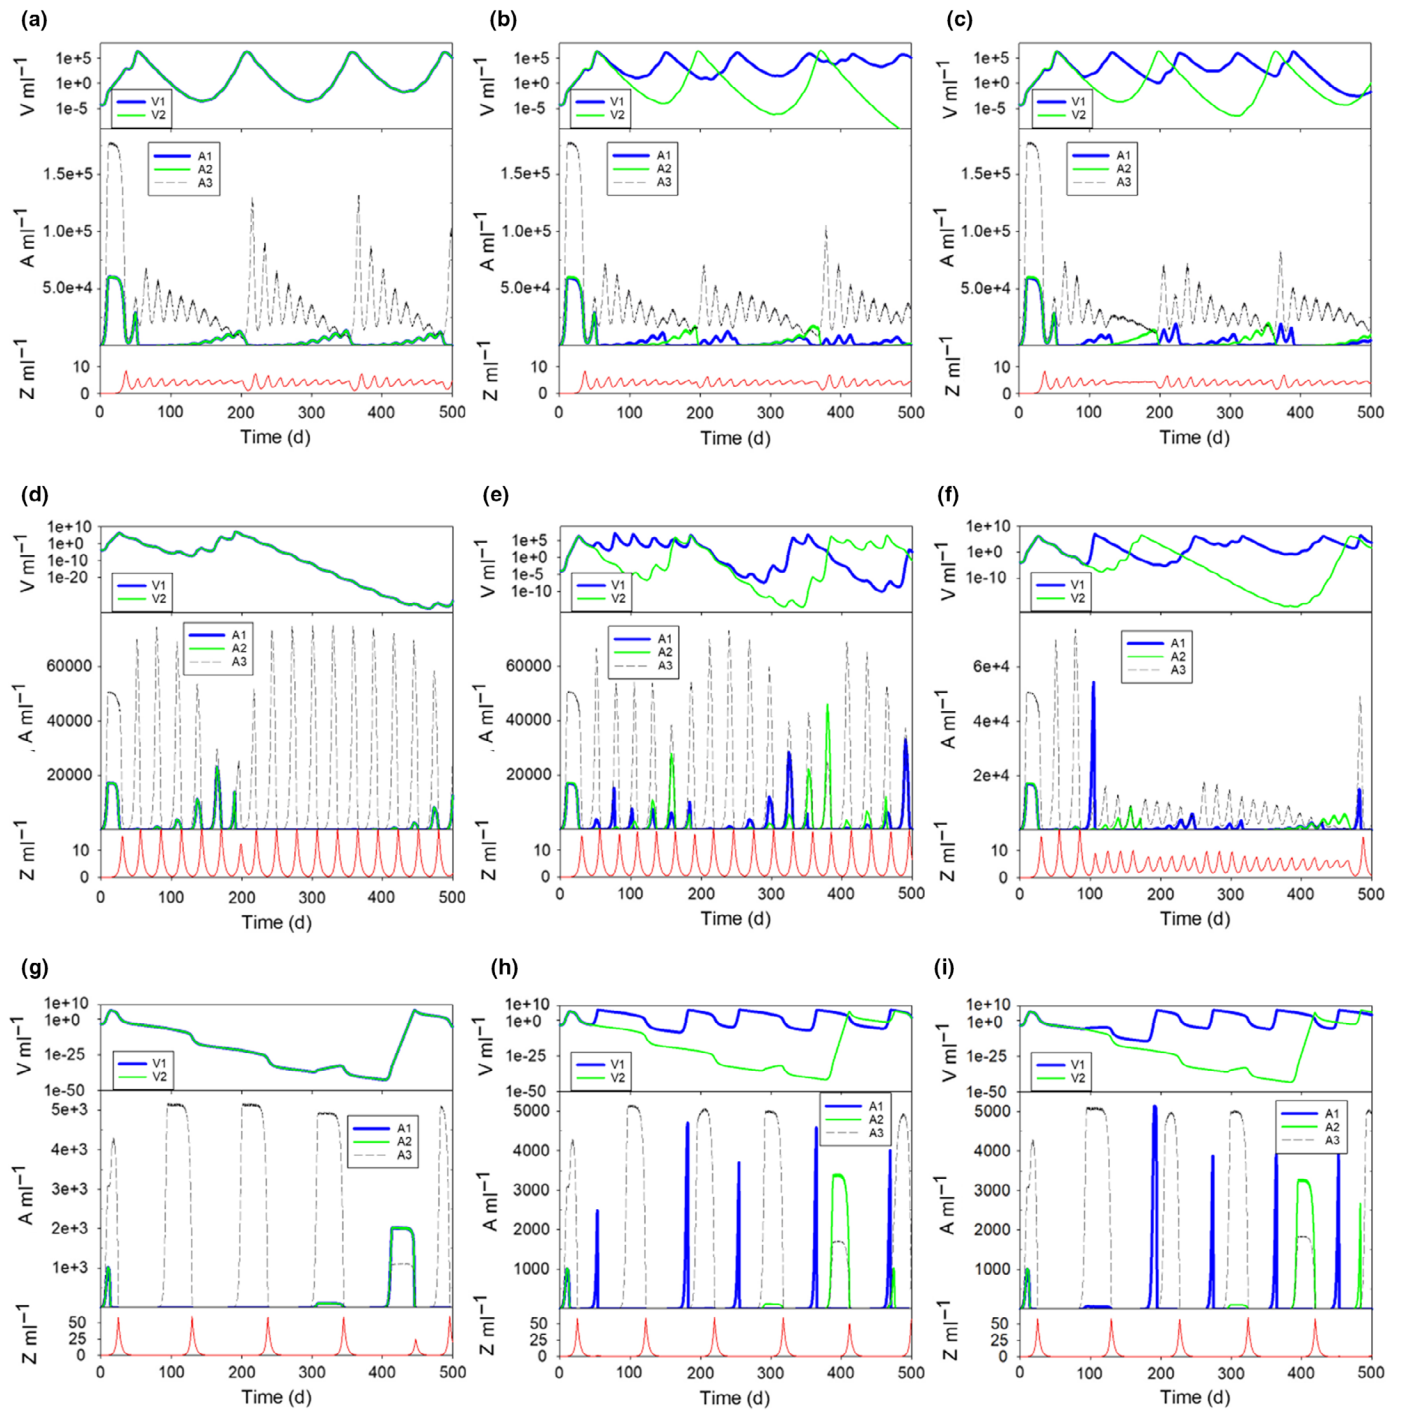 (a) (b) (c)
V ml−1 1e+5 1e+0 1e-5 V1 V2
V ml−1 1e+5 1e+0 1e-5 V1 V2
V ml−1 1e+5 1e+0 1e-5 V1 V2
A ml−1 1.5e+5 1.0e+5 5.0e+4 A1 A2 A3
A ml−1 1.5e+5 1.0e+5 5.0e+4 A1 A2 A3
A ml−1 1.5e+5 1.0e+5 5.0e+4 A1 A2 A3
Z ml−1 10 0
Z ml−1 10 0
Z ml−1 10 0
0 100 200 300 400 500
0 100 200 300 400 500
0 100 200 300 400 500
Time (d) Time (d) Time (d)
(d) (e) (f)
V ml−1 1e+10 1e+0 1e-10 1e-20 V1 V2
V ml−1 1e+5 1e+0 1e-5 1e-10 V1 V2
V ml−1 1e+10 1e+0 1e-10 V1 V2
A ml−1 60000 40000 20000 A1 A2 A3
A ml−1 60000 40000 20000 A1 A2 A3
A ml−1 6e+4 4e+4 2e+4 A1 A2 A3
Z ml−1 10 0
Z ml−1 10 0
Z ml−1 10 0
0 100 200 300 400 500
0 100 200 300 400 500
0 100 200 300 400 500
Time (d) Time (d) Time (d)
(g) (h) (i)
V ml−1 1e+10 1e+0 1e-25 1e-50 V1 V2
V ml−1 1e+10 1e+0 1e-25 1e-50 V1 V2
V ml−1 1e+10 1e+0 1e-25 1e-50 V1 V2
A ml−1 5e+3 4e+3 3e+3 2e+3 1e+3 A1 A2 A3
A ml−1 5000 4000 3000 2000 1000 A1 A2 A3
A ml−1 5000 4000 3000 2000 1000 A1 A2 A3
Z ml−1 50 25 0
Z ml−1 50 25 0
Z ml−1 50 25 0
0 100 200 300 400 500
0 100 200 300 400 500
0 100 200 300 400 500
Time (d) Time (d) Time (d)